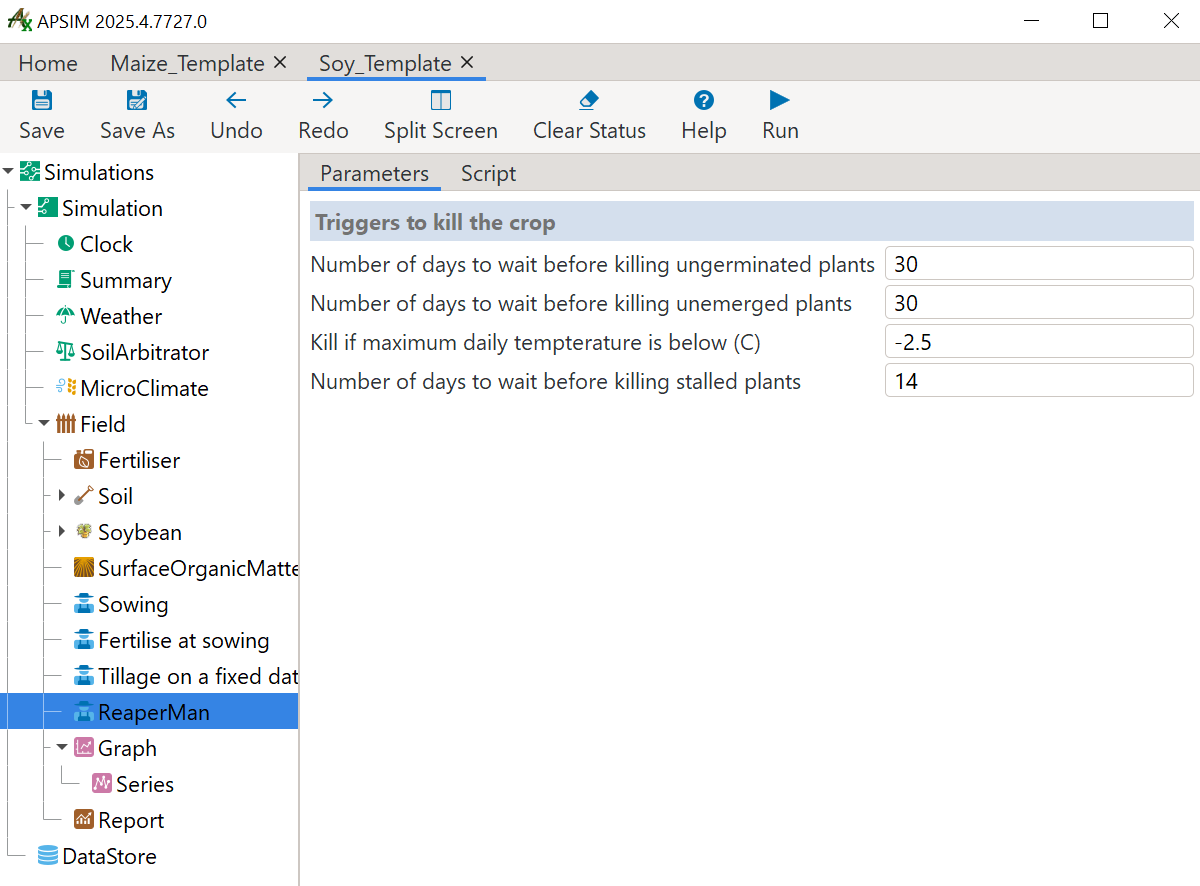 APSIM 2025.4.7727.0
Home Maize_Template Soy_Template
Save Save As Undo Redo Split Screen Clear Status Help Run
Simulations
Simulation
Clock
Summary
Weather
SoilArbitrator
MicroClimate
Field
Fertiliser
Soil
Soybean
SurfaceOrganicMatte
Sowing
Fertilise at sowing
Tillage on a fixed dat
ReaperMan
Graph
Series
Report
DataStore
Parameters Script
Triggers to kill the crop
Number of days to wait before killing ungerminated plants 30
Number of days to wait before killing unemerged plants 30
Kill if maximum daily tempterature is below (C) -2.5
Number of days to wait before killing stalled plants 14